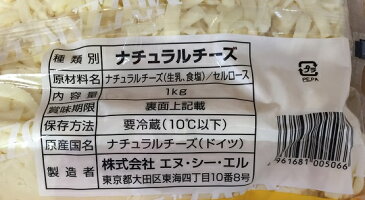 種類別 ナチュラルチーズ
原材料名 ナチュラルチーズ(生乳、食塩)/セルロース
内容量 1kg
賞味期限 裏面上記載
保存方法 要冷蔵(10℃以下)
原産国名 ナチュラルチーズ(ドイツ)
製造者 株式会社 エヌ・シー・エル
東京都大田区東海四丁目10番8号
プラ
PE,PA
4961681005066